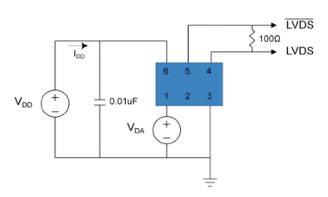 LVDS
100Ω
LVDS
IDD
6 5 4
1 2 3
VDD
0.01uF
VDA